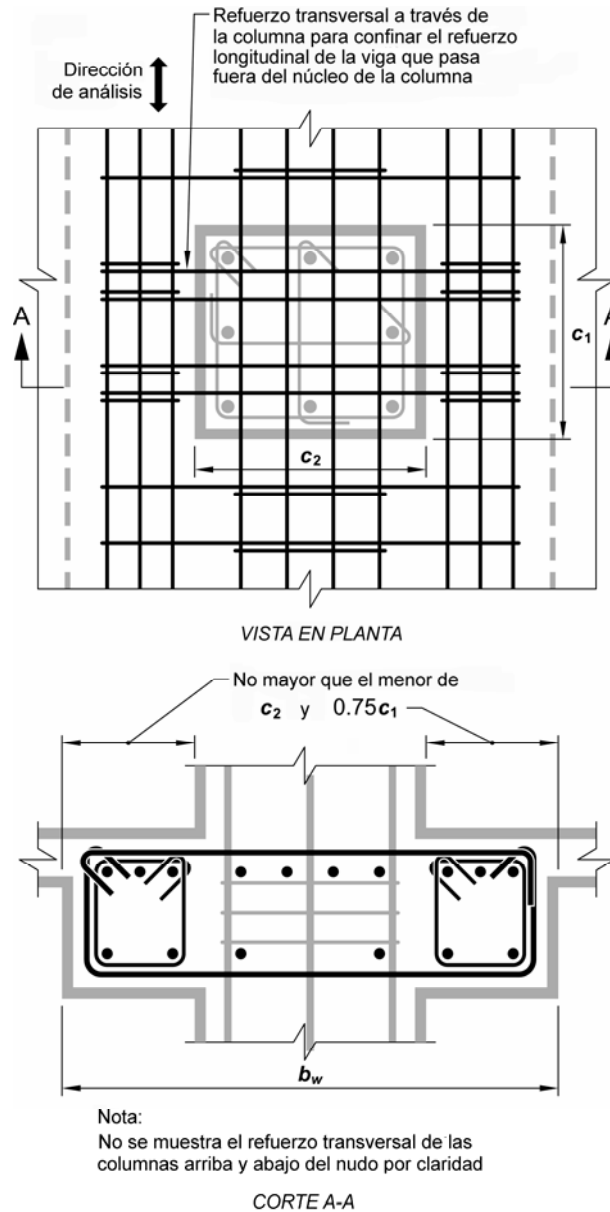 Refuerzo transversal a través de
la columna para confinar el refuerzo
longitudinal de la viga que pasa
fuera del núcleo de la columna
Dirección
de análisis
A
A
c1
c2
VISTA EN PLANTA
No mayor que el menor de
c2 y 0.75c1
bw
Nota:
No se muestra el refuerzo transversal de las
columnas arriba y abajo del nudo por claridad
CORTE A-A